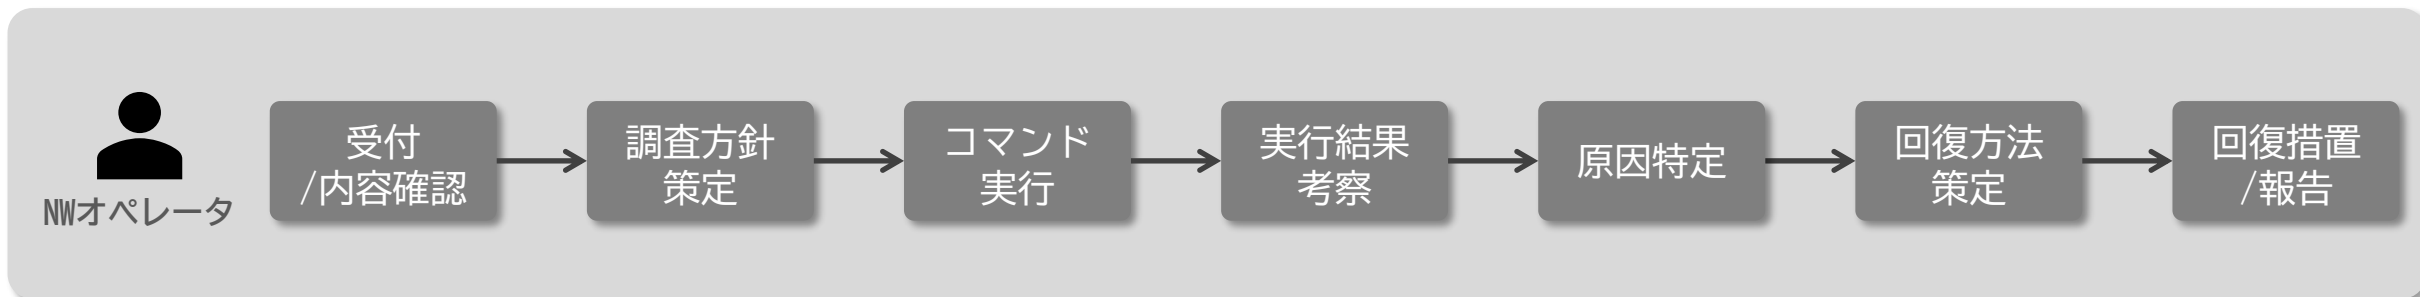 NWオペレータ
受付
/内容確認
調査方針
策定
コマンド
実行
実行結果
考察
原因特定
回復方法
策定
回復措置
/報告